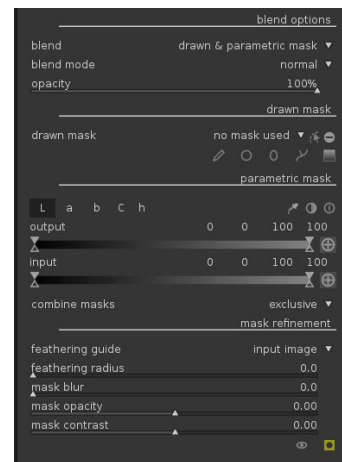 blend options
blend drawn & parametric mask
blend mode normal
opacity 100%
drawn mask
drawn mask no mask used
parametric mask
L a b C h
output 0 0 100 100
input 0 0 100 100
combine masks exclusive
mask refinement
feathering guide input image
feathering radius 0.0
mask blur 0.0
mask opacity 0.00
mask contrast 0.00